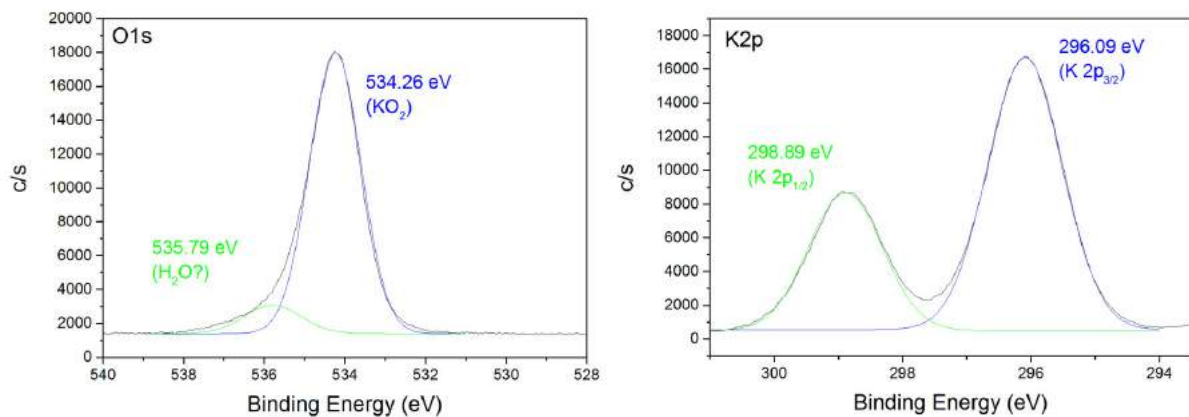 O1s
20000
18000
16000
14000
12000
10000
8000
6000
4000
2000
0
c/s
534.26 eV
(KO₂)
535.79 eV
(H₂O?)
540
538
536
534
532
530
528
Binding Energy (eV)
K2p
18000
16000
14000
12000
10000
8000
6000
4000
2000
0
c/s
296.09 eV
(K 2p₃/₂)
298.89 eV
(K 2p₁/₂)
300
298
296
294
Binding Energy (eV)